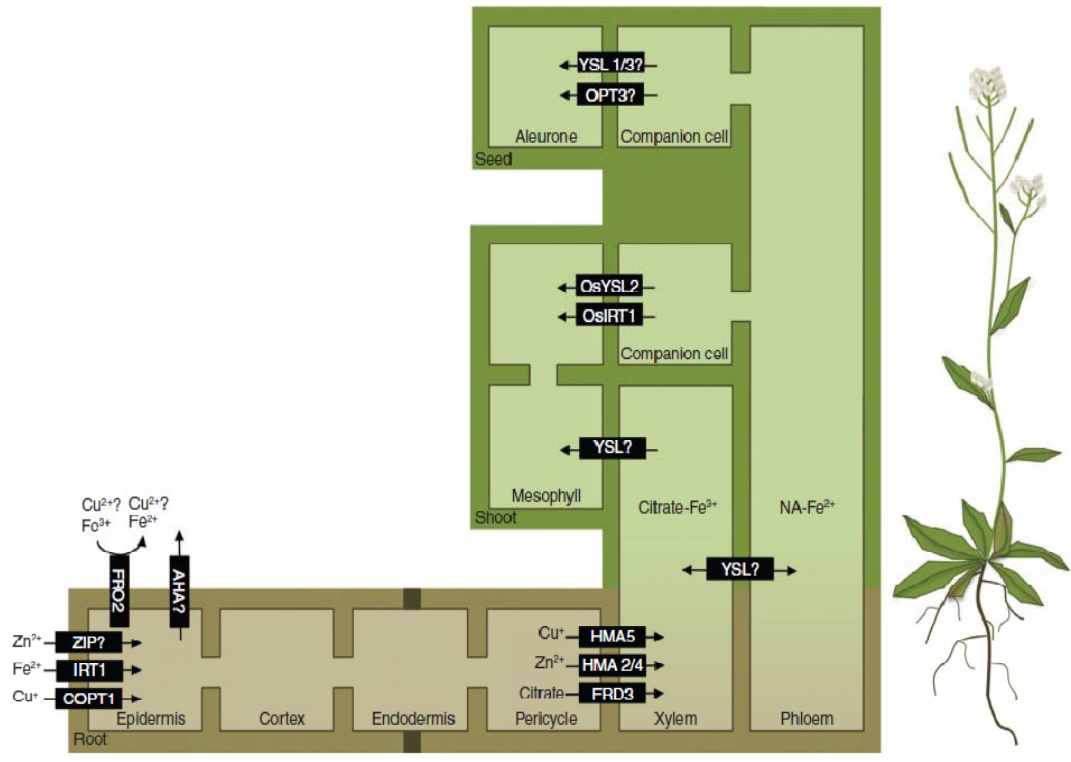 YSL 1/3?
OPT3?
Aleurone
Companion cell
Seed
OsYSL2
OsIRT1
Companion cell
YSL?
Mesophyll
Citrate-Fe³⁺
NA-Fe²⁺
Shoot
Cu²⁺? Cu²⁺?
Fe³⁺ Fe²⁺
FRO2
AHA?
YSL?
Zn²⁺ ZIP?
Fe²⁺ IRT1
Cu⁺ COPT1
Cu⁺ HMA5
Zn²⁺ HMA 2/4
Citrate FRD3
Epidermis
Cortex
Endodermis
Pericycle
Xylem
Phloem
Root